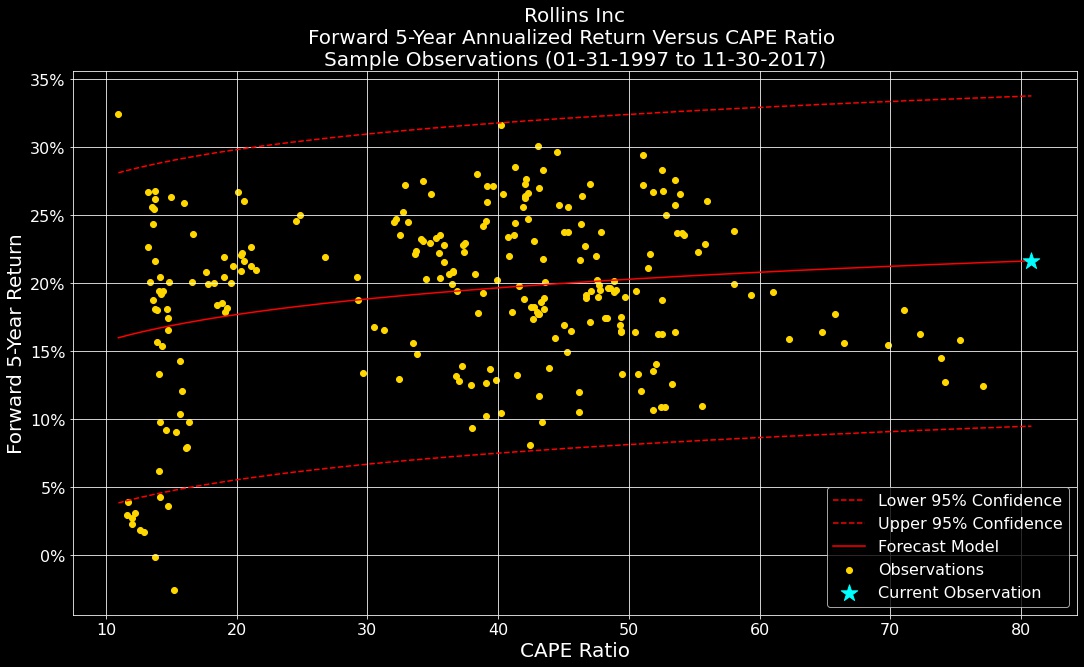 Rollins Inc
Forward 5-Year Annualized Return Versus CAPE Ratio
Sample Observations (01-31-1997 to 11-30-2017)
Forward 5-Year Return
35%
30%
25%
20%
15%
10%
5%
0%
Lower 95% Confidence
Upper 95% Confidence
Forecast Model
Observations
Current Observation
10 20 30 40 50 60 70 80
CAPE Ratio